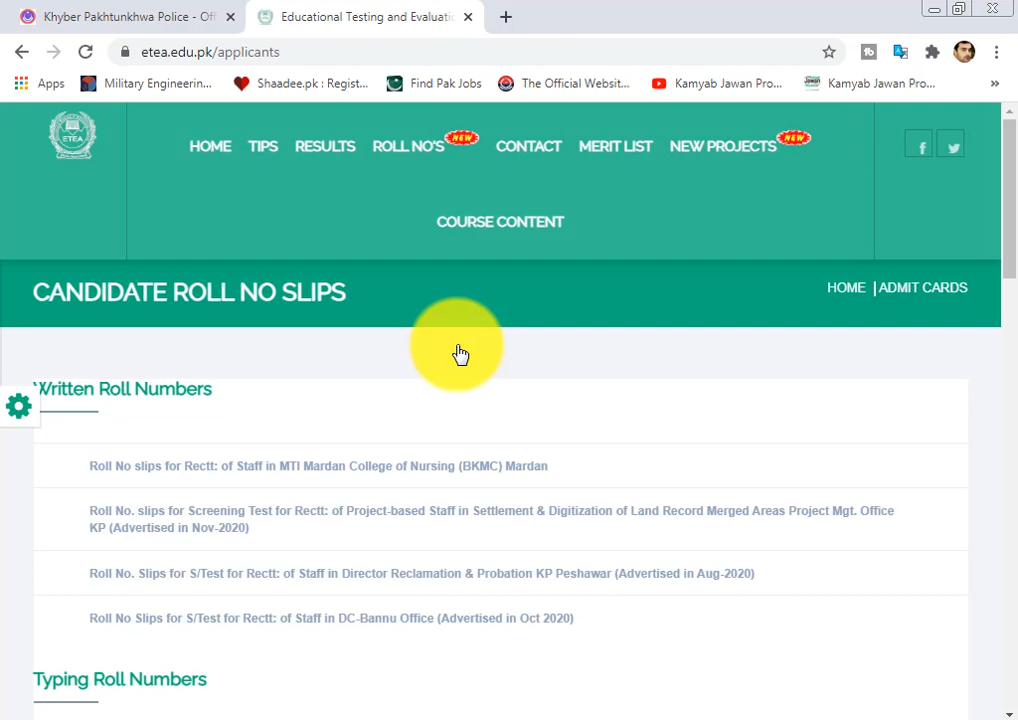 Khyber Pakhtunkhwa Police - Off
Educational Testing and Evaluatio
etea.edu.pk/applicants
Apps
Military Engineerin...
Shaadee.pk : Regist...
Find Pak Jobs
The Official Websit...
Kamyab Jawan Pro...
Kamyab Jawan Pro...
»
ETEA
HOME
TIPS
RESULTS
ROLL NO'S
NEW
CONTACT
MERIT LIST
NEW PROJECTS
NEW
COURSE CONTENT
CANDIDATE ROLL NO SLIPS
HOME | ADMIT CARDS
Written Roll Numbers
Roll No slips for Rectt: of Staff in MTI Mardan College of Nursing (BKMC) Mardan
Roll No. slips for Screening Test for Rectt: of Project-based Staff in Settlement & Digitization of Land Record Merged Areas Project Mgt. Office
KP (Advertised in Nov-2020)
Roll No. Slips for S/Test for Rectt: of Staff in Director Reclamation & Probation KP Peshawar (Advertised in Aug-2020)
Roll No Slips for S/Test for Rectt: of Staff in DC-Bannu Office (Advertised in Oct 2020)
Typing Roll Numbers